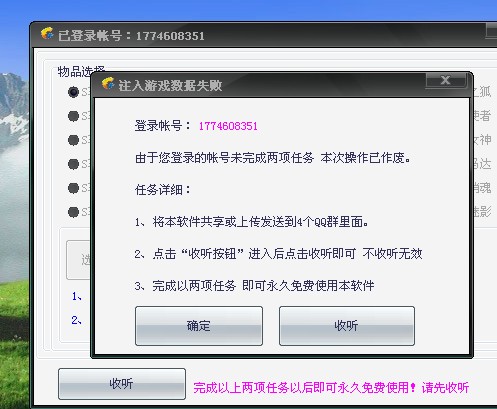 已登录帐号：1774608351
物品选择
注入游戏数据失败
登录帐号： 1774608351
由于您登录的帐号未完成两项任务 本次操作已作废。
任务详细：
1、将本软件共享或上传发送到4个QQ群里面。
2、点击“收听按钮”进入后点击收听即可 不收听无效
3、完成以两项任务 即可永久免费使用本软件
确定
收听
之狐
使者
女神
马达
销魂
魅影
选
1、
2、
收听
完成以上两项任务以后即可永久免费使用！请先收听